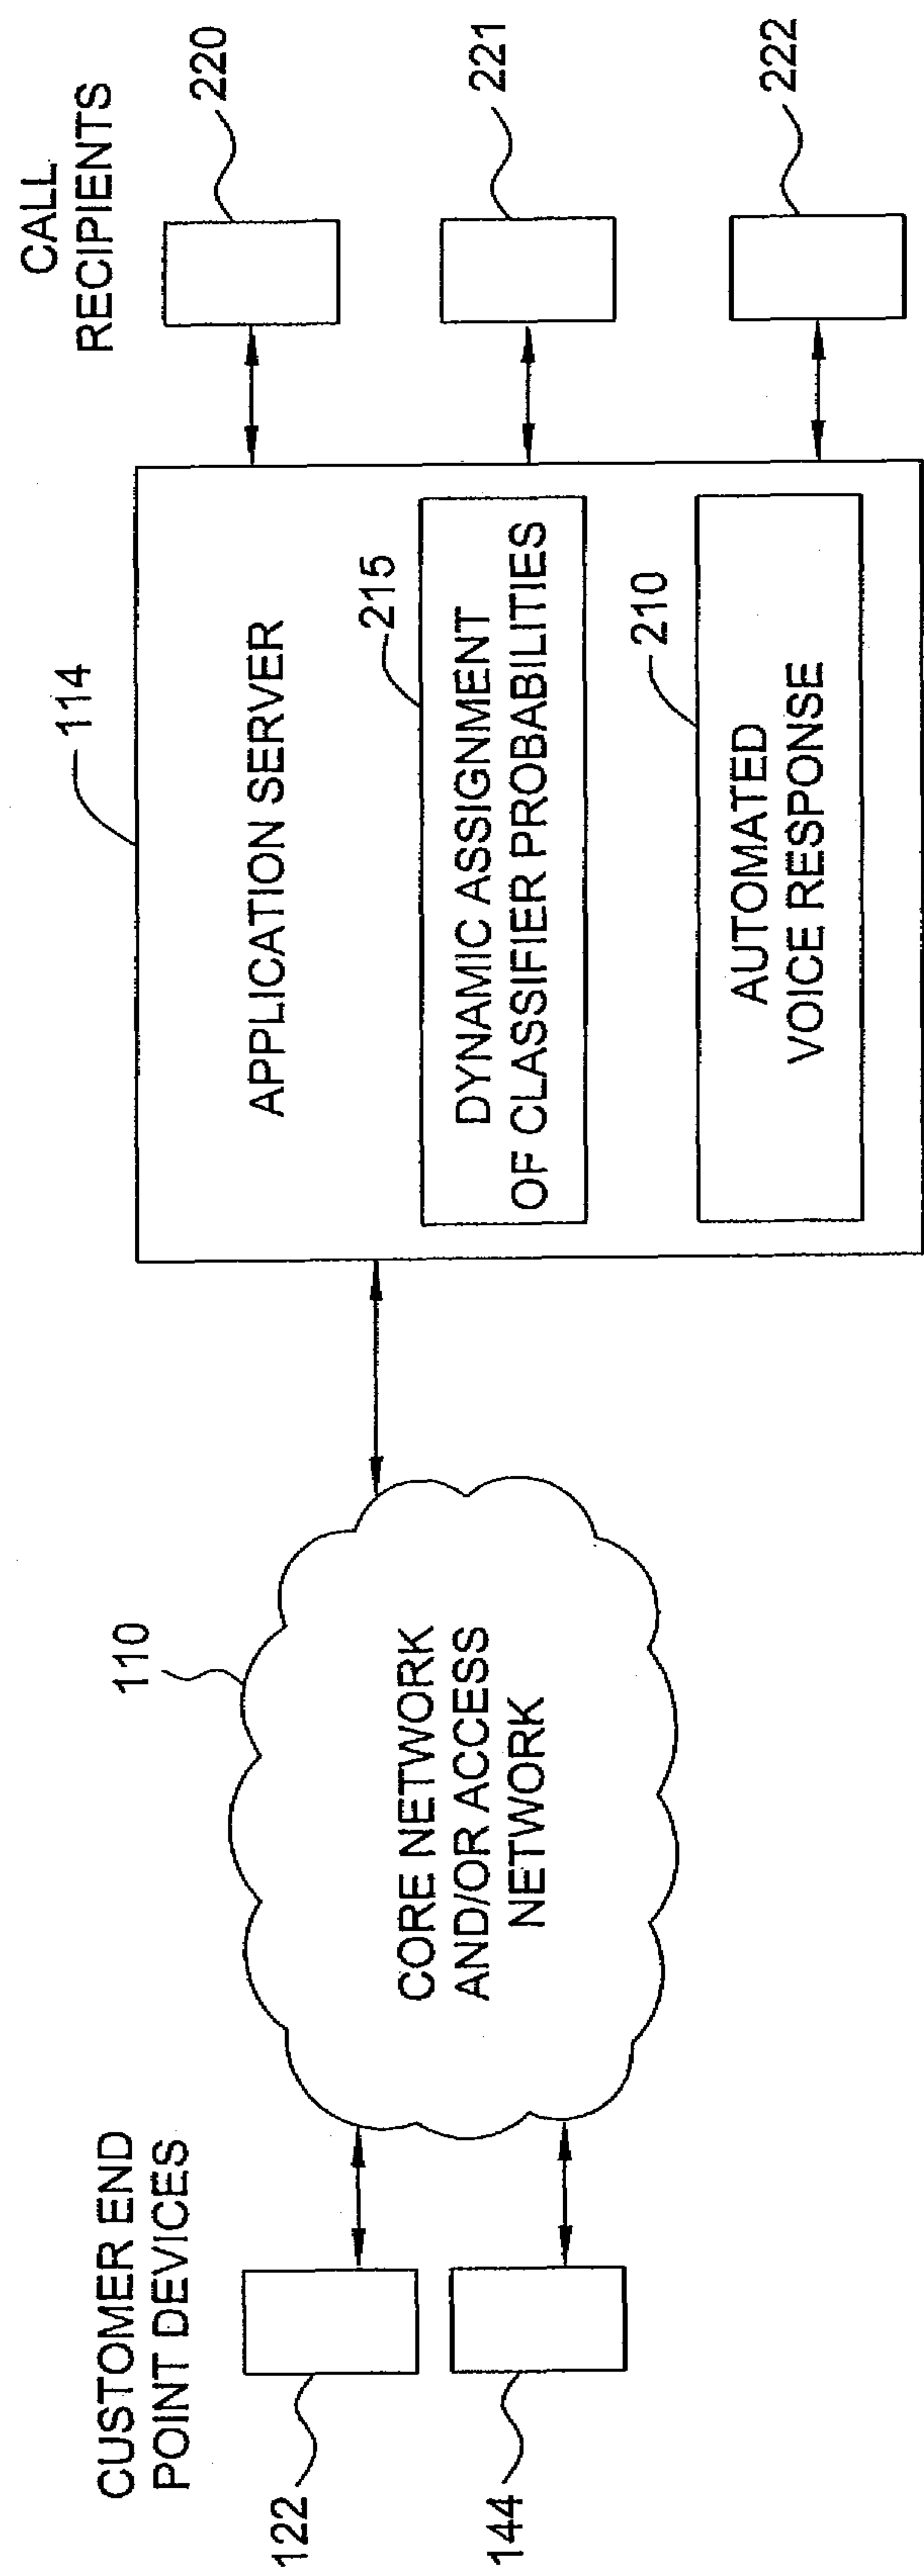 CUSTOMER END
POINT DEVICES
122
144
110
CORE NETWORK
AND/OR ACCESS
NETWORK
114
APPLICATION SERVER
215
DYNAMIC ASSIGNMENT
OF CLASSIFIER PROBABILITIES
210
AUTOMATED
VOICE RESPONSE
CALL
RECIPIENTS
220
221
222